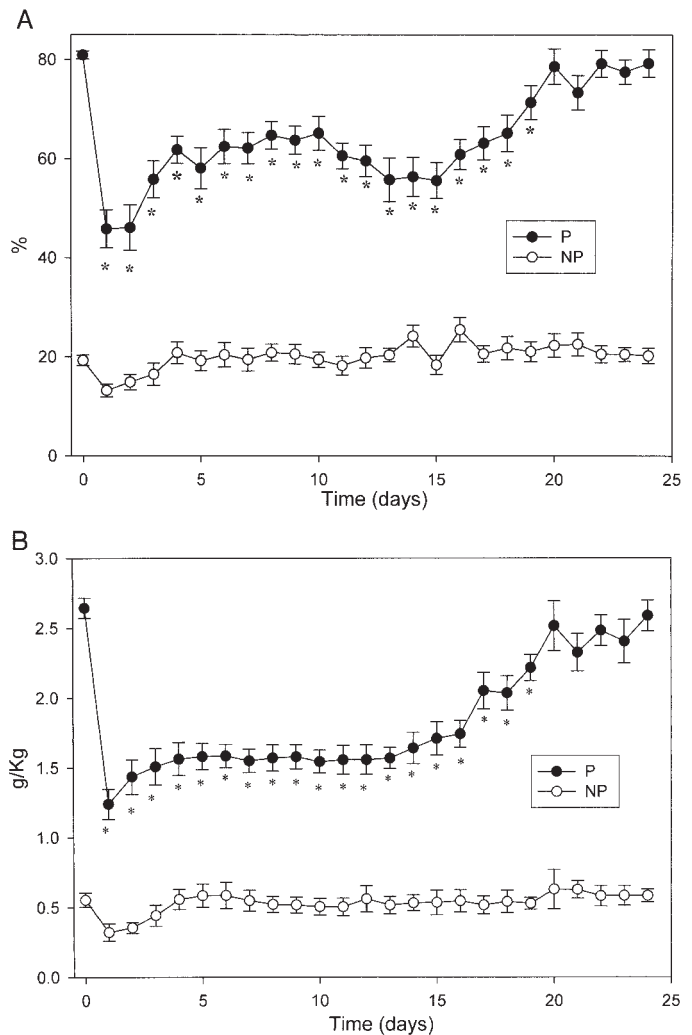 A
80
60
40
20
0
%
P
NP
* * * * * * * * * * * * * * * * * * *
0 5 10 15 20 25
Time (days)
B
3.0
2.5
2.0
1.5
1.0
0.5
0.0
g/Kg
P
NP
* * * * * * * * * * * * * * * * * * *
0 5 10 15 20 25
Time (days)